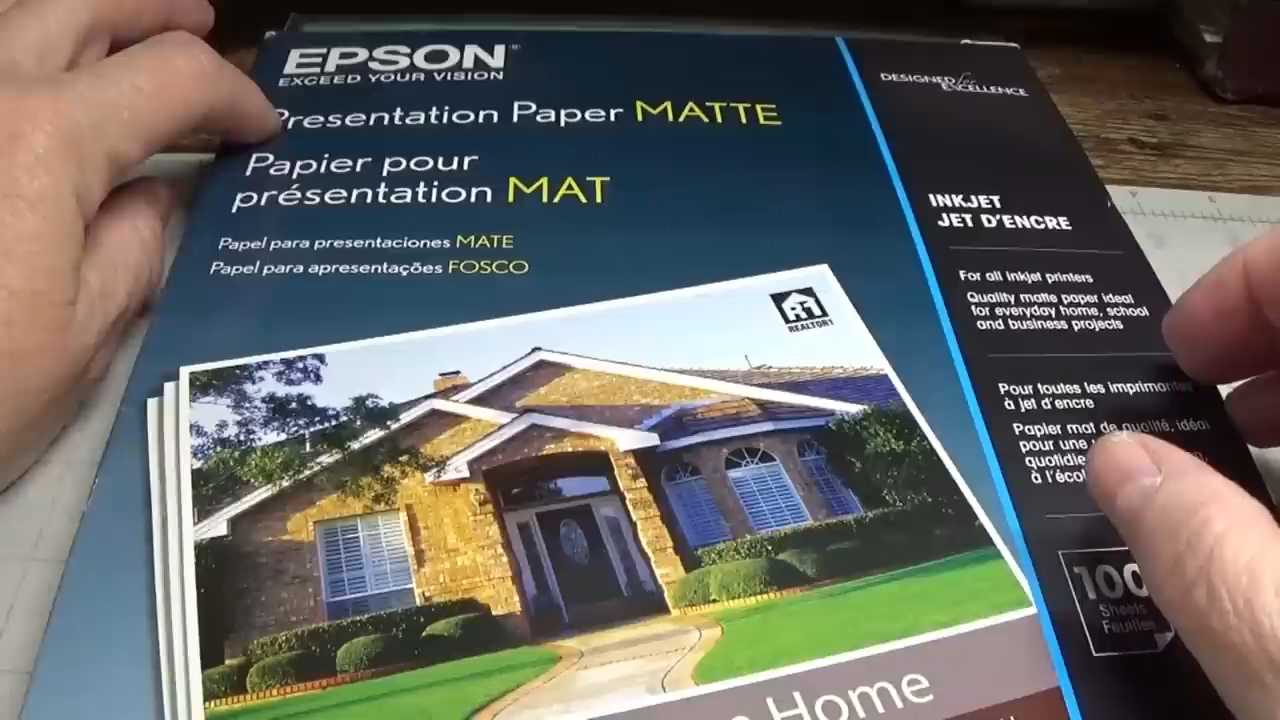 EPSON®
EXCEED YOUR VISION
Presentation Paper MATTE
Papier pour
présentation MAT
Papel para presentaciones MATE
Papel para apresentações FOSCO
DESIGNED for
EXCELLENCE
INKJET
JET D'ENCRE
For all inkjet printers
Quality matte paper ideal
for everyday home, school
and business projects
Pour toutes les imprimantes
à jet d'encre
Papier mat de qualité, idéal
pour une
à l'écol
100
Sheets
Feuilles
R1
REALTOR1
Home